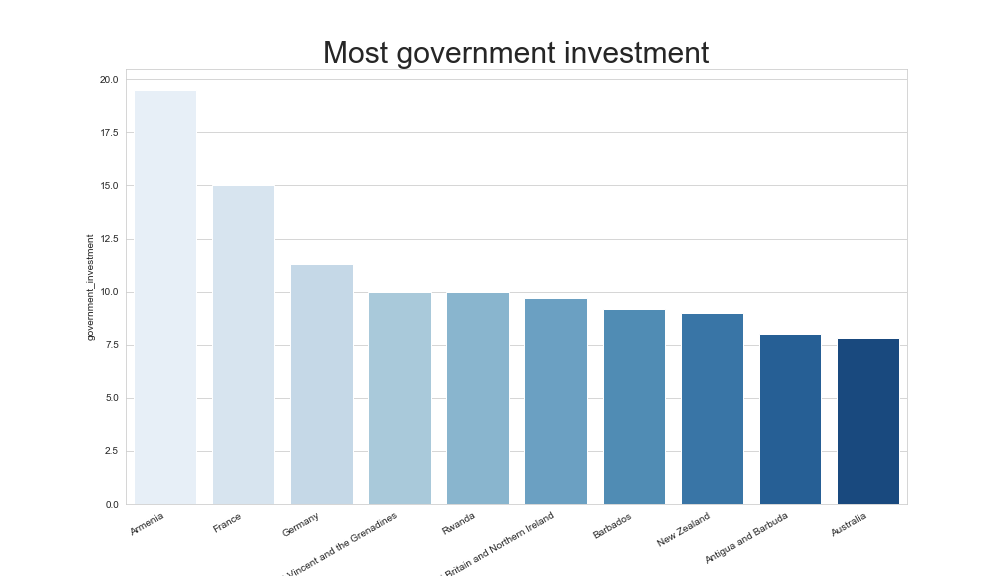 Most government investment
government_investment
20.0
17.5
15.0
12.5
10.0
7.5
5.0
2.5
0.0
Armenia
France
Germany
Vincent and the Grenadines
Rwanda
Britain and Northern Ireland
Barbados
New Zealand
Antigua and Barbuda
Australia